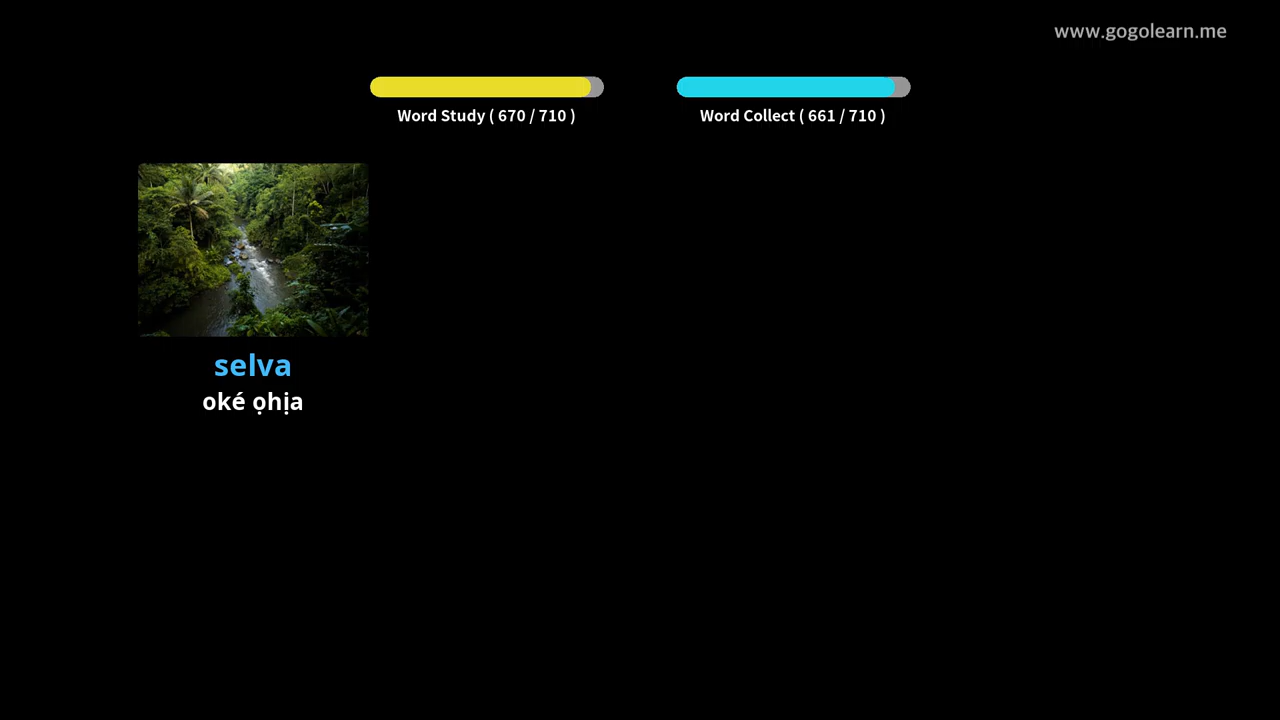 www.gogolearn.me
Word Study ( 670 / 710 )
Word Collect ( 661 / 710 )
selva
oké ọhịa